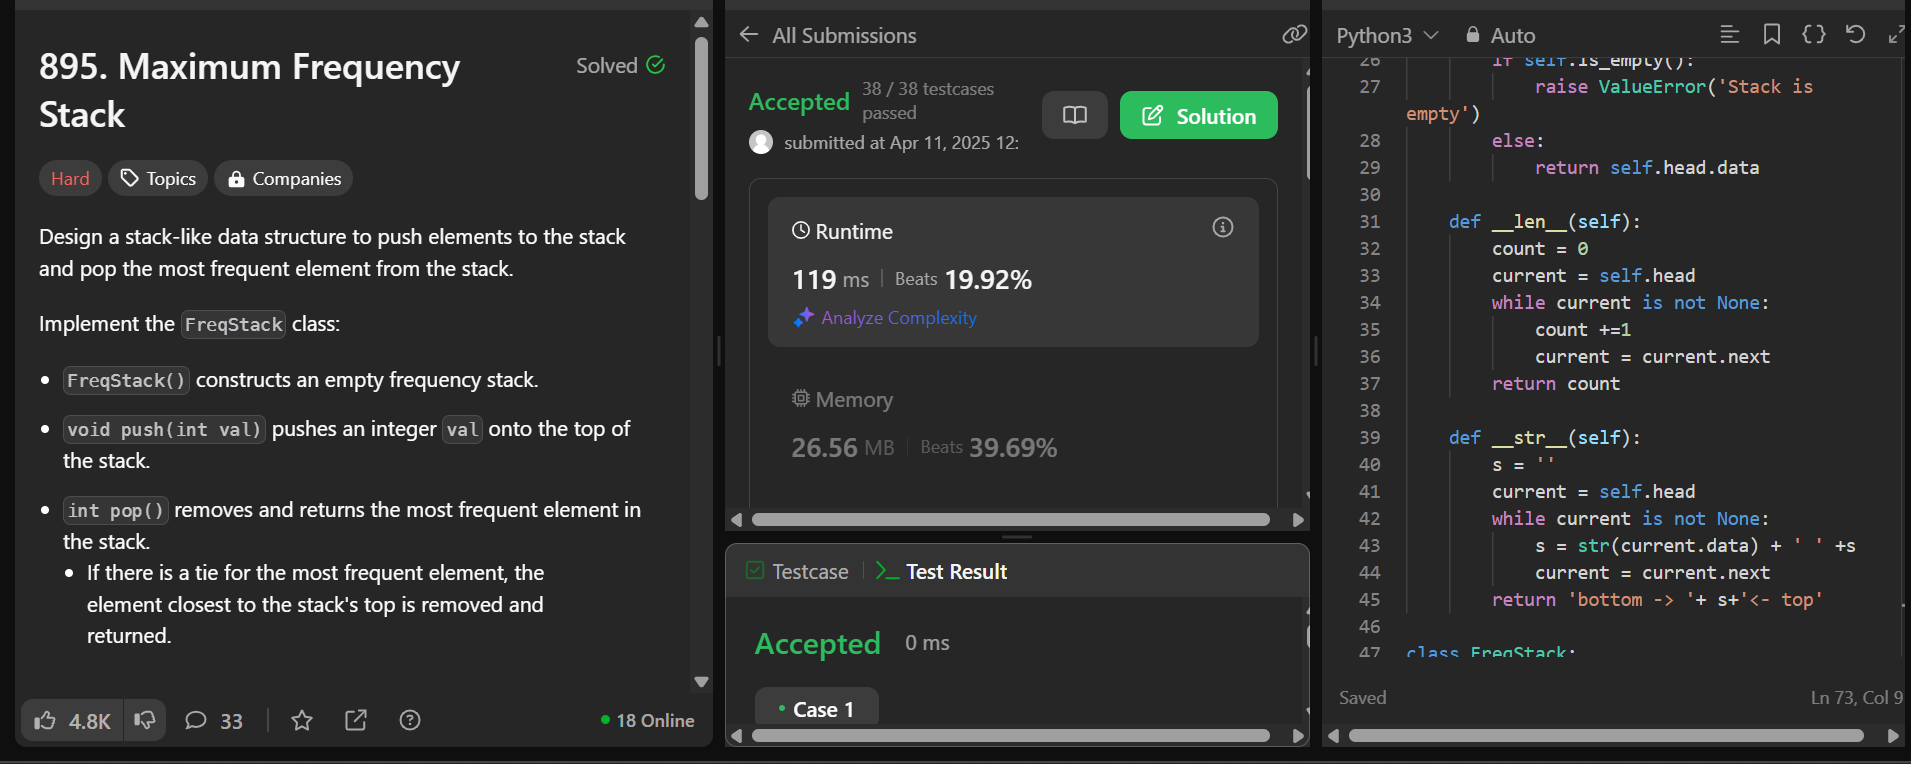 895. Maximum Frequency
Stack
Solved
Hard
Topics
Companies
Design a stack-like data structure to push elements to the stack
and pop the most frequent element from the stack.
Implement the FreqStack class:
• FreqStack() constructs an empty frequency stack.
• void push(int val) pushes an integer val onto the top of
the stack.
• int pop() removes and returns the most frequent element in
the stack.
• If there is a tie for the most frequent element, the
element closest to the stack's top is removed and
returned.
4.8K
33
18 Online
All Submissions
Accepted
38 / 38 testcases
passed
submitted at Apr 11, 2025 12:
Solution
Runtime
119 ms | Beats 19.92%
Analyze Complexity
Memory
26.56 MB | Beats 39.69%
Testcase
Test Result
Accepted
0 ms
• Case 1
Python3
Auto
26 if self.is_empty():
27 raise ValueError('Stack is
empty')
28 else:
29 return self.head.data
30
31 def __len__(self):
32 count = 0
33 current = self.head
34 while current is not None:
35 count +=1
36 current = current.next
37 return count
38
39 def __str__(self):
40 s = ''
41 current = self.head
42 while current is not None:
43 s = str(current.data) + ' ' +s
44 current = current.next
45 return 'bottom -> '+ s+'<- top'
46
47 class FreqStack:
Saved
Ln 73, Col 9